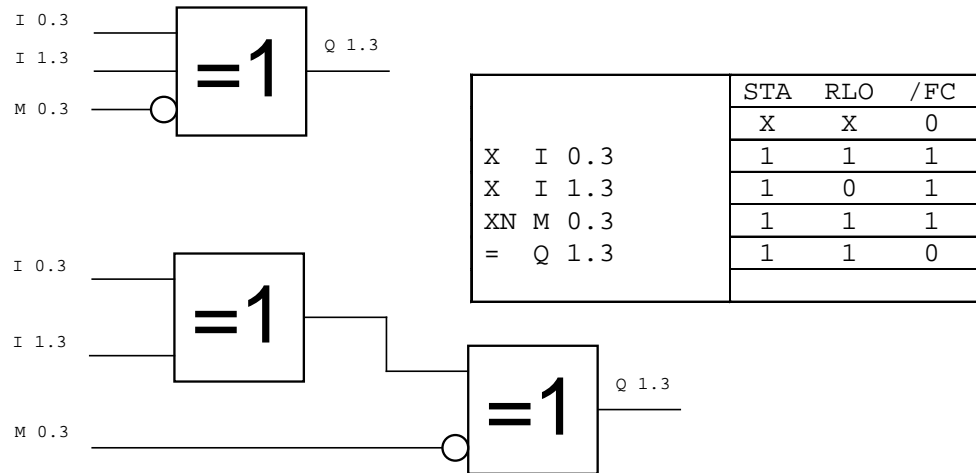 I 0.3
I 1.3
M 0.3
=1
Q 1.3
STA RLO /FC
X X 0
X I 0.3 1 1 1
X I 1.3 1 0 1
XN M 0.3 1 1 1
= Q 1.3 1 1 0
I 0.3
I 1.3
=1
M 0.3
=1
Q 1.3